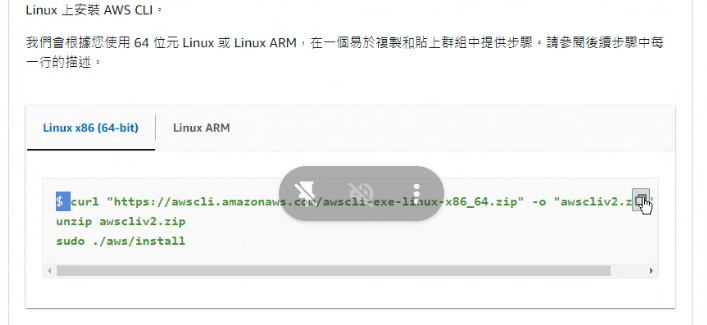 Linux 上安裝 AWS CLI。
我們會根據您使用 64 位元 Linux 或 Linux ARM，在一個易於複製和貼上群組中提供步驟。請參閱後續步驟中每
一行的描述。
Linux x86 (64-bit) Linux ARM
$ curl "https://awscli.amazonaws.com/awscli-exe-linux-x86_64.zip" -o "awscliv2.z
unzip awscliv2.zip
sudo ./aws/install